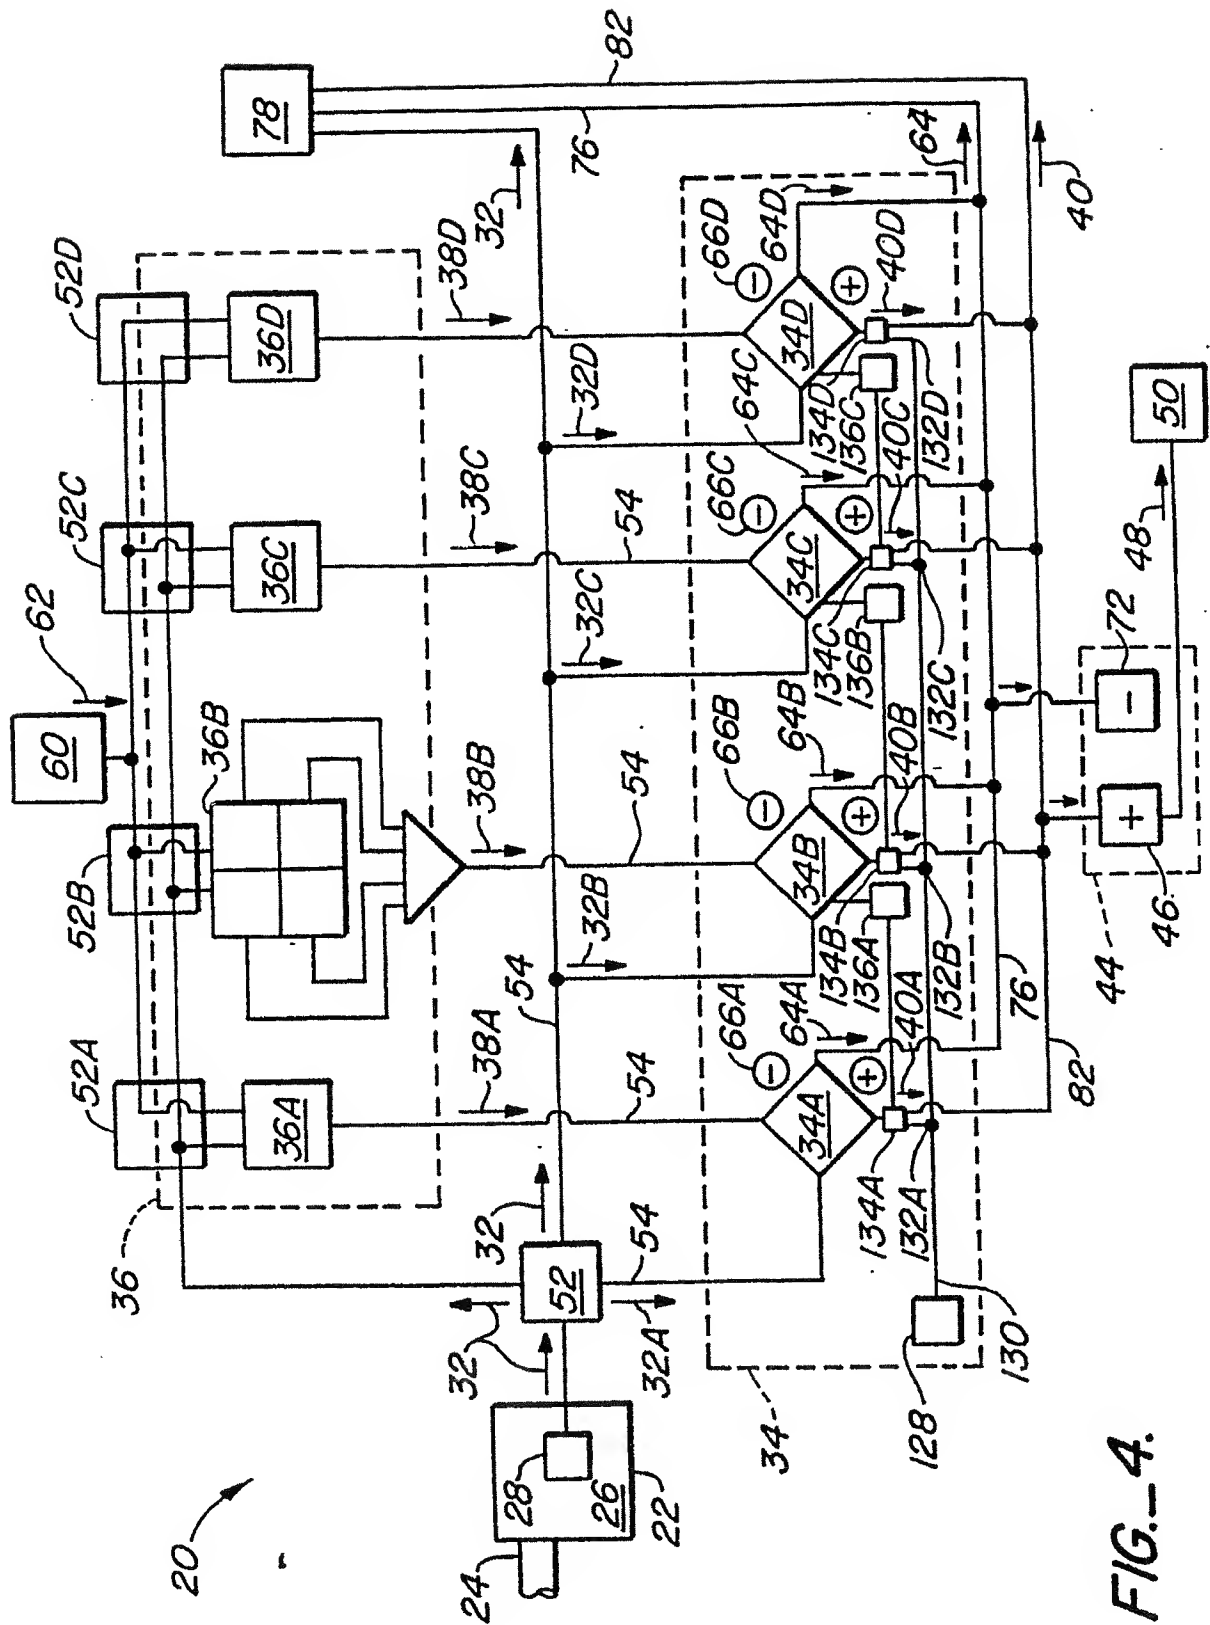 20
24
28
26
22
32
32
32A
52
54
32
36
52A
36A
38A
54
54
52B
60
62
36B
38B
54
32B
52C
36C
38C
54
32C
52D
36D
38D
32
32D
78
82
76
34
128
130
34A
66A
64A
134A
132A
40A
34B
66B
64B
134B
136A
132B
40B
34C
66C
64C
134C
136B
132C
40C
34D
66D
64D
134D
136C
132D
40D
64
40
76
82
44
46
+
−
72
48
50
−
+
−
+
−
+
−
+
FIG._4.